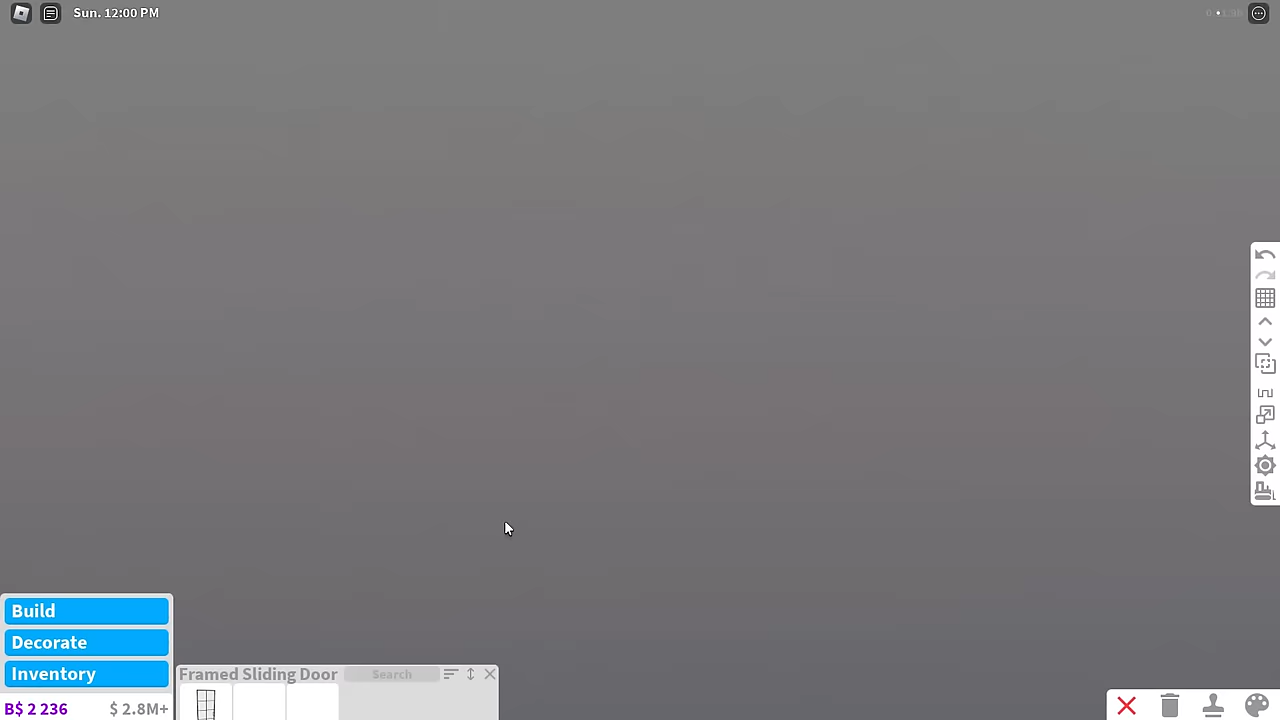 Sun. 12:00 PM
Build
Decorate
Inventory
B$ 2 236
$ 2.8M+
Framed Sliding Door
Search